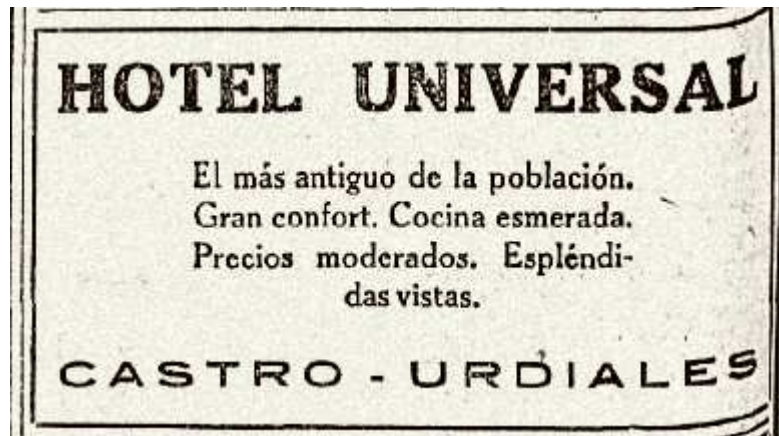 HOTEL UNIVERSAL
El más antiguo de la población.
Gran confort. Cocina esmerada.
Precios moderados. Espléndi-
das vistas.
CASTRO - URDIALES